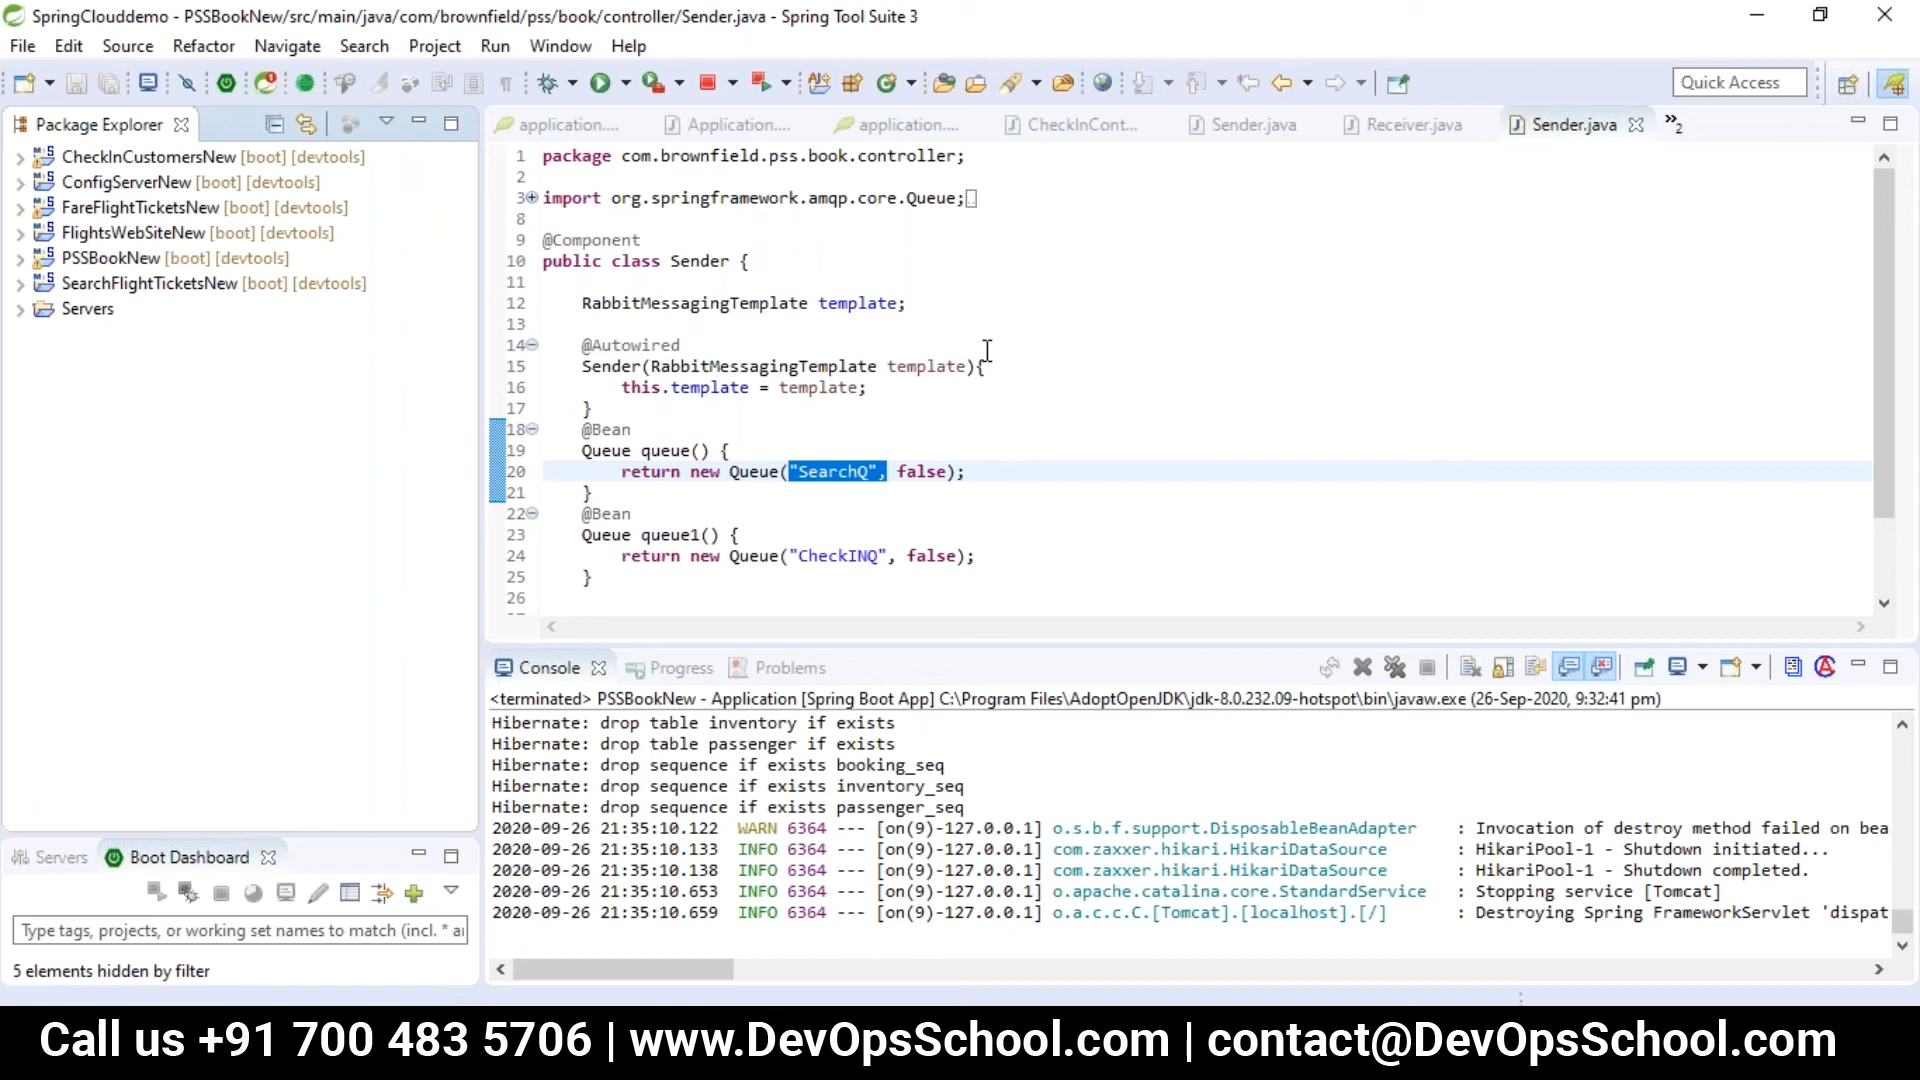 SpringClouddemo - PSSBookNew/src/main/java/com/brownfield/pss/book/controller/Sender.java - Spring Tool Suite 3
File Edit Source Refactor Navigate Search Project Run Window Help
Quick Access
Package Explorer
CheckInCustomersNew [boot] [devtools]
ConfigServerNew [boot] [devtools]
FareFlightTicketsNew [boot] [devtools]
FlightsWebSiteNew [boot] [devtools]
PSSBookNew [boot] [devtools]
SearchFlightTicketsNew [boot] [devtools]
Servers
application.... Application.... application.... CheckInCont... Sender.java Receiver.java Sender.java »2
1 package com.brownfield.pss.book.controller;
2
3 import org.springframework.amqp.core.Queue;
8
9 @Component
10 public class Sender {
11
12 RabbitMessagingTemplate template;
13
14 @Autowired
15 Sender(RabbitMessagingTemplate template){
16 this.template = template;
17 }
18 @Bean
19 Queue queue() {
20 return new Queue("SearchQ", false);
21 }
22 @Bean
23 Queue queue1() {
24 return new Queue("CheckINQ", false);
25 }
26
Console Progress Problems
<terminated> PSSBookNew - Application [Spring Boot App] C:\Program Files\AdoptOpenJDK\jdk-8.0.232.09-hotspot\bin\javaw.exe (26-Sep-2020, 9:32:41 pm)
Hibernate: drop table inventory if exists
Hibernate: drop table passenger if exists
Hibernate: drop sequence if exists booking_seq
Hibernate: drop sequence if exists inventory_seq
Hibernate: drop sequence if exists passenger_seq
2020-09-26 21:35:10.122 WARN 6364 --- [on(9)-127.0.0.1] o.s.b.f.support.DisposableBeanAdapter : Invocation of destroy method failed on bea
2020-09-26 21:35:10.133 INFO 6364 --- [on(9)-127.0.0.1] com.zaxxer.hikari.HikariDataSource : HikariPool-1 - Shutdown initiated...
2020-09-26 21:35:10.138 INFO 6364 --- [on(9)-127.0.0.1] com.zaxxer.hikari.HikariDataSource : HikariPool-1 - Shutdown completed.
2020-09-26 21:35:10.653 INFO 6364 --- [on(9)-127.0.0.1] o.apache.catalina.core.StandardService : Stopping service [Tomcat]
2020-09-26 21:35:10.659 INFO 6364 --- [on(9)-127.0.0.1] o.a.c.c.C.[Tomcat].[localhost].[/] : Destroying Spring FrameworkServlet 'dispat
Servers Boot Dashboard
Type tags, projects, or working set names to match (incl. * a
5 elements hidden by filter
Call us +91 700 483 5706 | www.DevOpsSchool.com | contact@DevOpsSchool.com